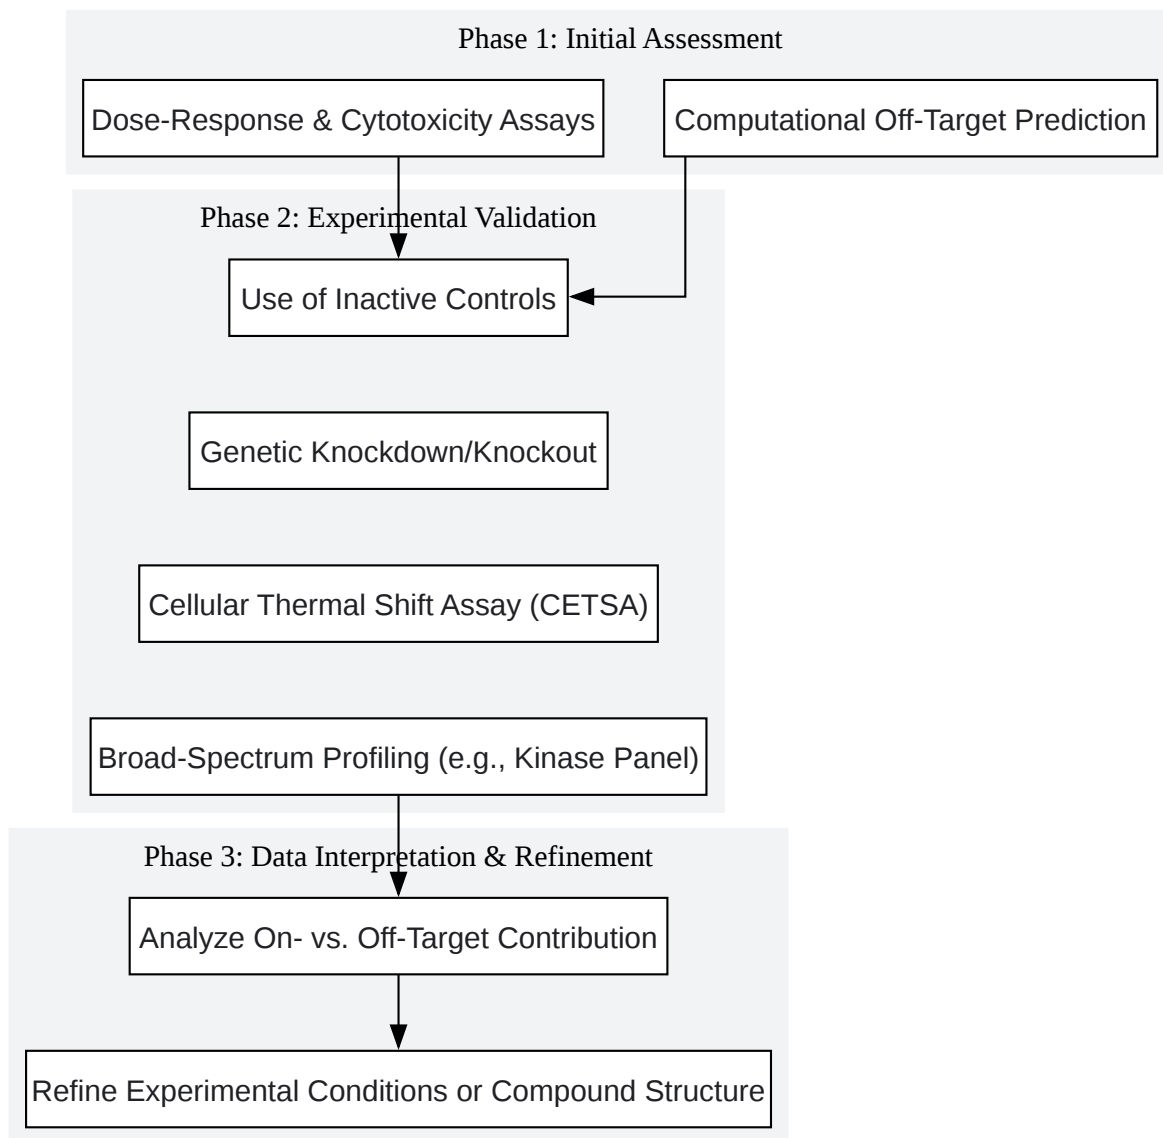 Phase 1: Initial Assessment
Dose-Response & Cytotoxicity Assays
Computational Off-Target Prediction
Phase 2: Experimental Validation
Use of Inactive Controls
Genetic Knockdown/Knockout
Cellular Thermal Shift Assay (CETSA)
Broad-Spectrum Profiling (e.g., Kinase Panel)
Phase 3: Data Interpretation & Refinement
Analyze On- vs. Off-Target Contribution
Refine Experimental Conditions or Compound Structure